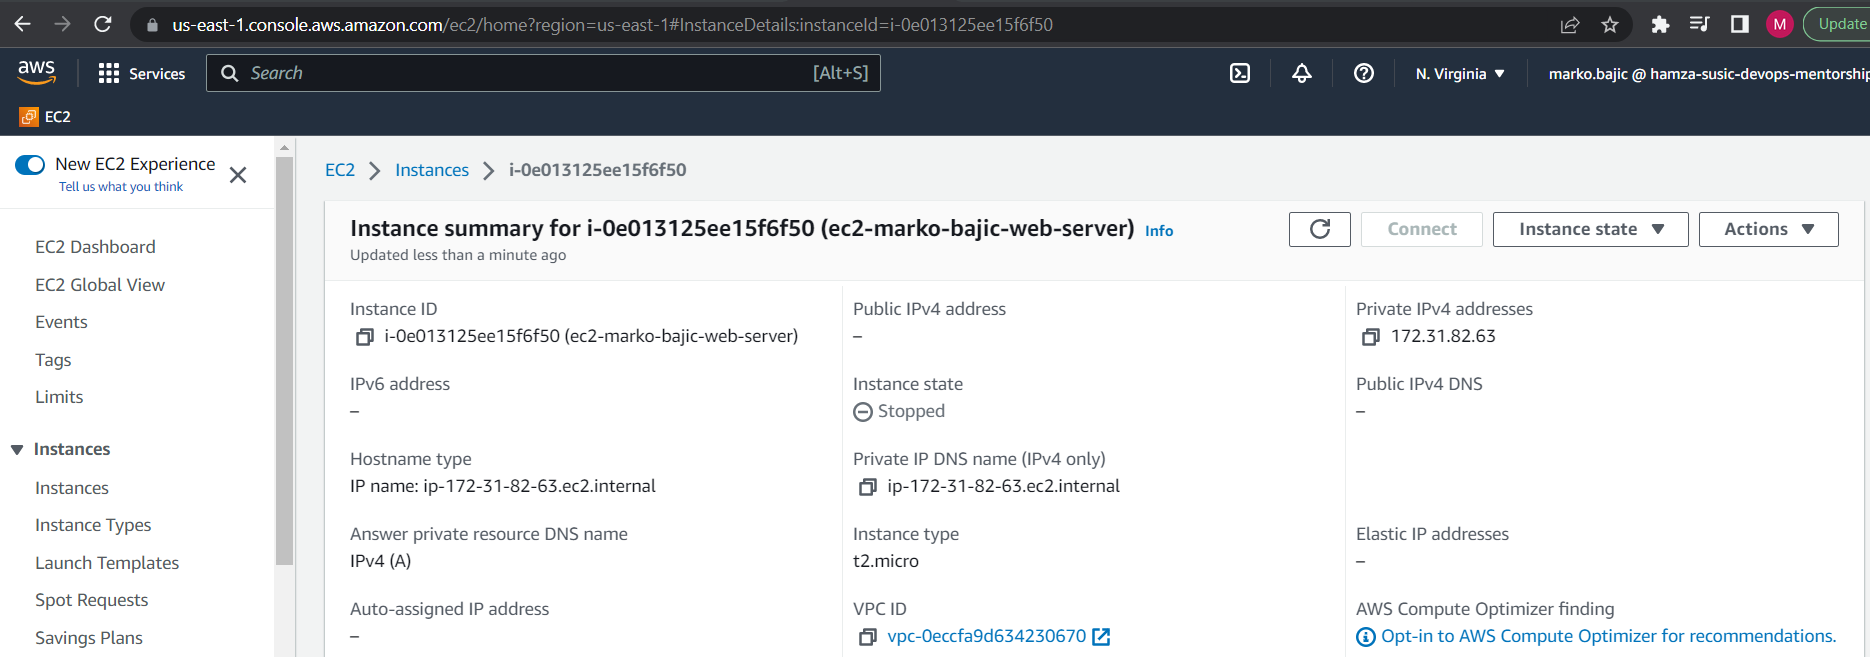 us-east-1.console.aws.amazon.com/ec2/home?region=us-east-1#InstanceDetails:instanceId=i-0e013125ee15f6f50
M
Update
aws
Services
Search
[Alt+S]
N. Virginia
marko.bajic @ hamza-susic-devops-mentorship
EC2
New EC2 Experience
Tell us what you think
EC2 Dashboard
EC2 Global View
Events
Tags
Limits
Instances
Instances
Instance Types
Launch Templates
Spot Requests
Savings Plans
EC2 Instances i-0e013125ee15f6f50
Instance summary for i-0e013125ee15f6f50 (ec2-marko-bajic-web-server) Info
Updated less than a minute ago
Connect
Instance state
Actions
Instance ID
i-0e013125ee15f6f50 (ec2-marko-bajic-web-server)
Public IPv4 address
–
Private IPv4 addresses
172.31.82.63
IPv6 address
–
Instance state
Stopped
Public IPv4 DNS
–
Hostname type
IP name: ip-172-31-82-63.ec2.internal
Private IP DNS name (IPv4 only)
ip-172-31-82-63.ec2.internal
Answer private resource DNS name
IPv4 (A)
Instance type
t2.micro
Elastic IP addresses
–
Auto-assigned IP address
–
VPC ID
vpc-0eccfa9d634230670
AWS Compute Optimizer finding
Opt-in to AWS Compute Optimizer for recommendations.